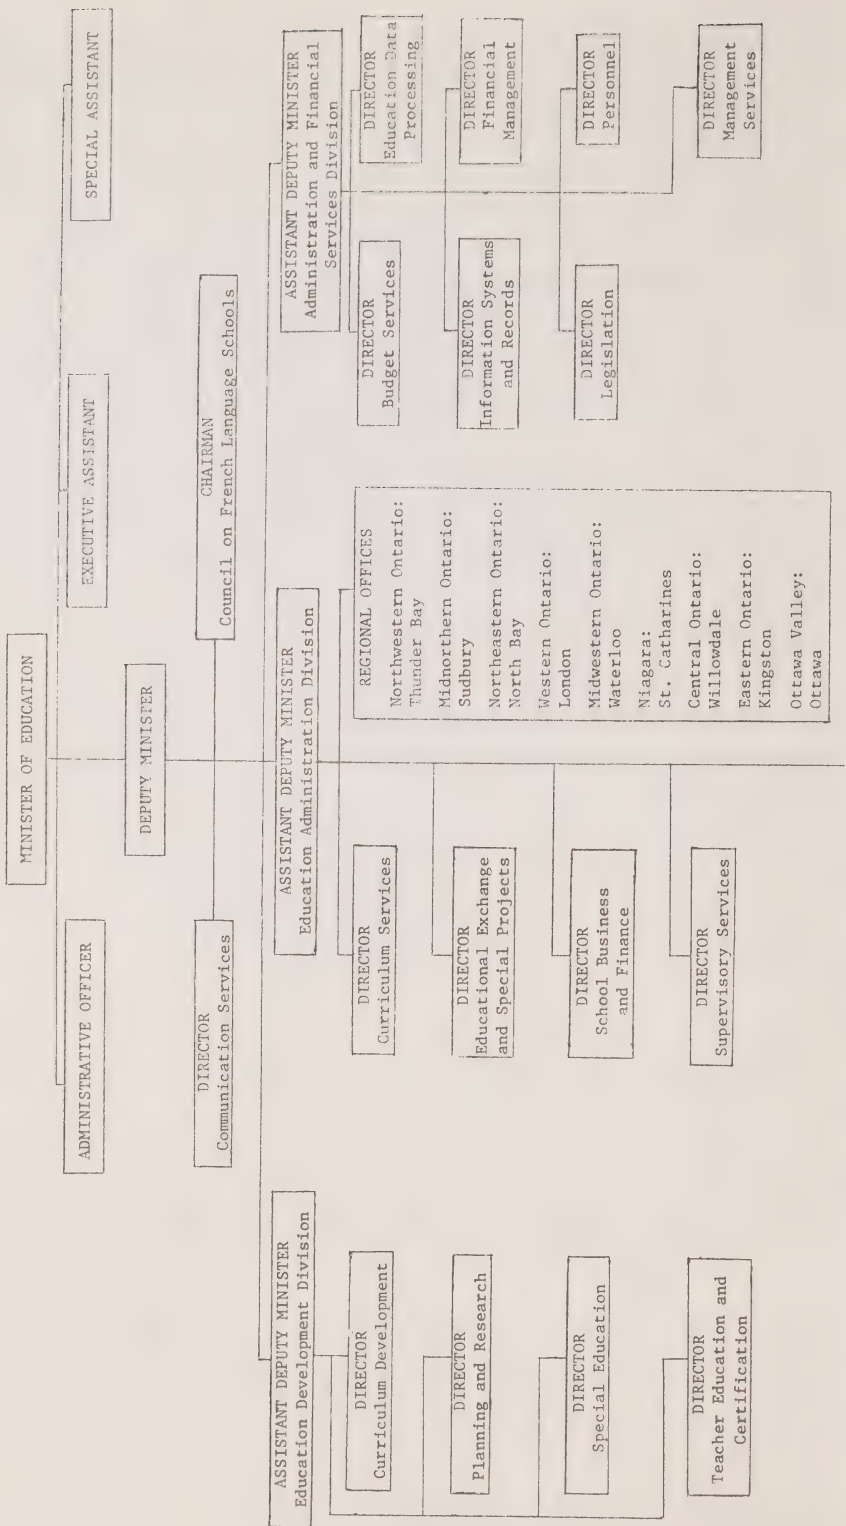 MINISTER OF EDUCATION
ADMINISTRATIVE OFFICER
EXECUTIVE ASSISTANT
SPECIAL ASSISTANT
DEPUTY MINISTER
DIRECTOR
Communication Services
CHAIRMAN
Council on French Language Schools
ASSISTANT DEPUTY MINISTER
Education Development Division
ASSISTANT DEPUTY MINISTER
Education Administration Division
ASSISTANT DEPUTY MINISTER
Administration and Financial
Services Division
DIRECTOR
Curriculum Development
DIRECTOR
Planning and Research
DIRECTOR
Special Education
DIRECTOR
Teacher Education and
Certification
DIRECTOR
Curriculum Services
DIRECTOR
Educational Exchange
and Special Projects
DIRECTOR
School Business
and Finance
DIRECTOR
Supervisory Services
REGIONAL OFFICES
Northwestern Ontario:
Thunder Bay
Midnorthern Ontario:
Sudbury
Northeastern Ontario:
North Bay
Western Ontario:
London
Midwestern Ontario:
Waterloo
Niagara:
St. Catharines
Central Ontario:
Willowdale
Eastern Ontario:
Kingston
Ottawa Valley:
Ottawa
DIRECTOR
Budget Services
DIRECTOR
Education Data
Processing
DIRECTOR
Information Systems
and Records
DIRECTOR
Financial
Management
DIRECTOR
Legislation
DIRECTOR
Personnel
DIRECTOR
Management
Services